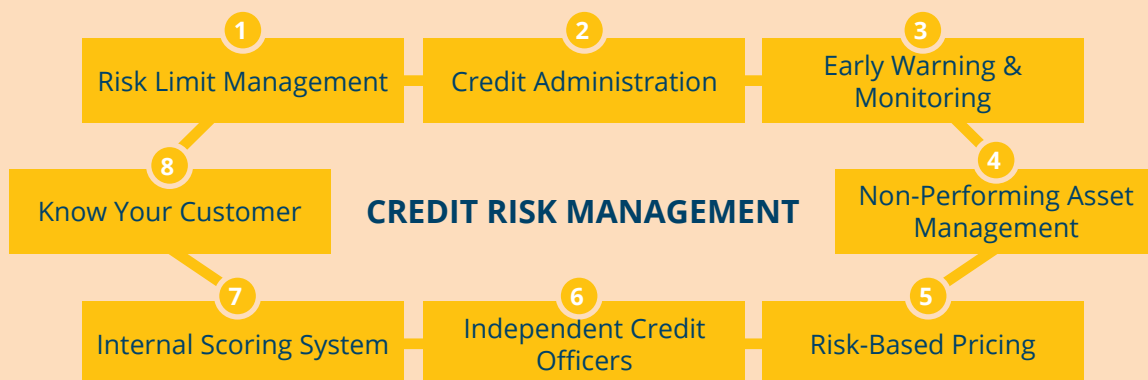 1
Risk Limit Management
2
Credit Administration
3
Early Warning &
Monitoring
4
Non-Performing Asset
Management
5
Risk-Based Pricing
6
Independent Credit
Officers
7
Internal Scoring System
8
Know Your Customer
CREDIT RISK MANAGEMENT